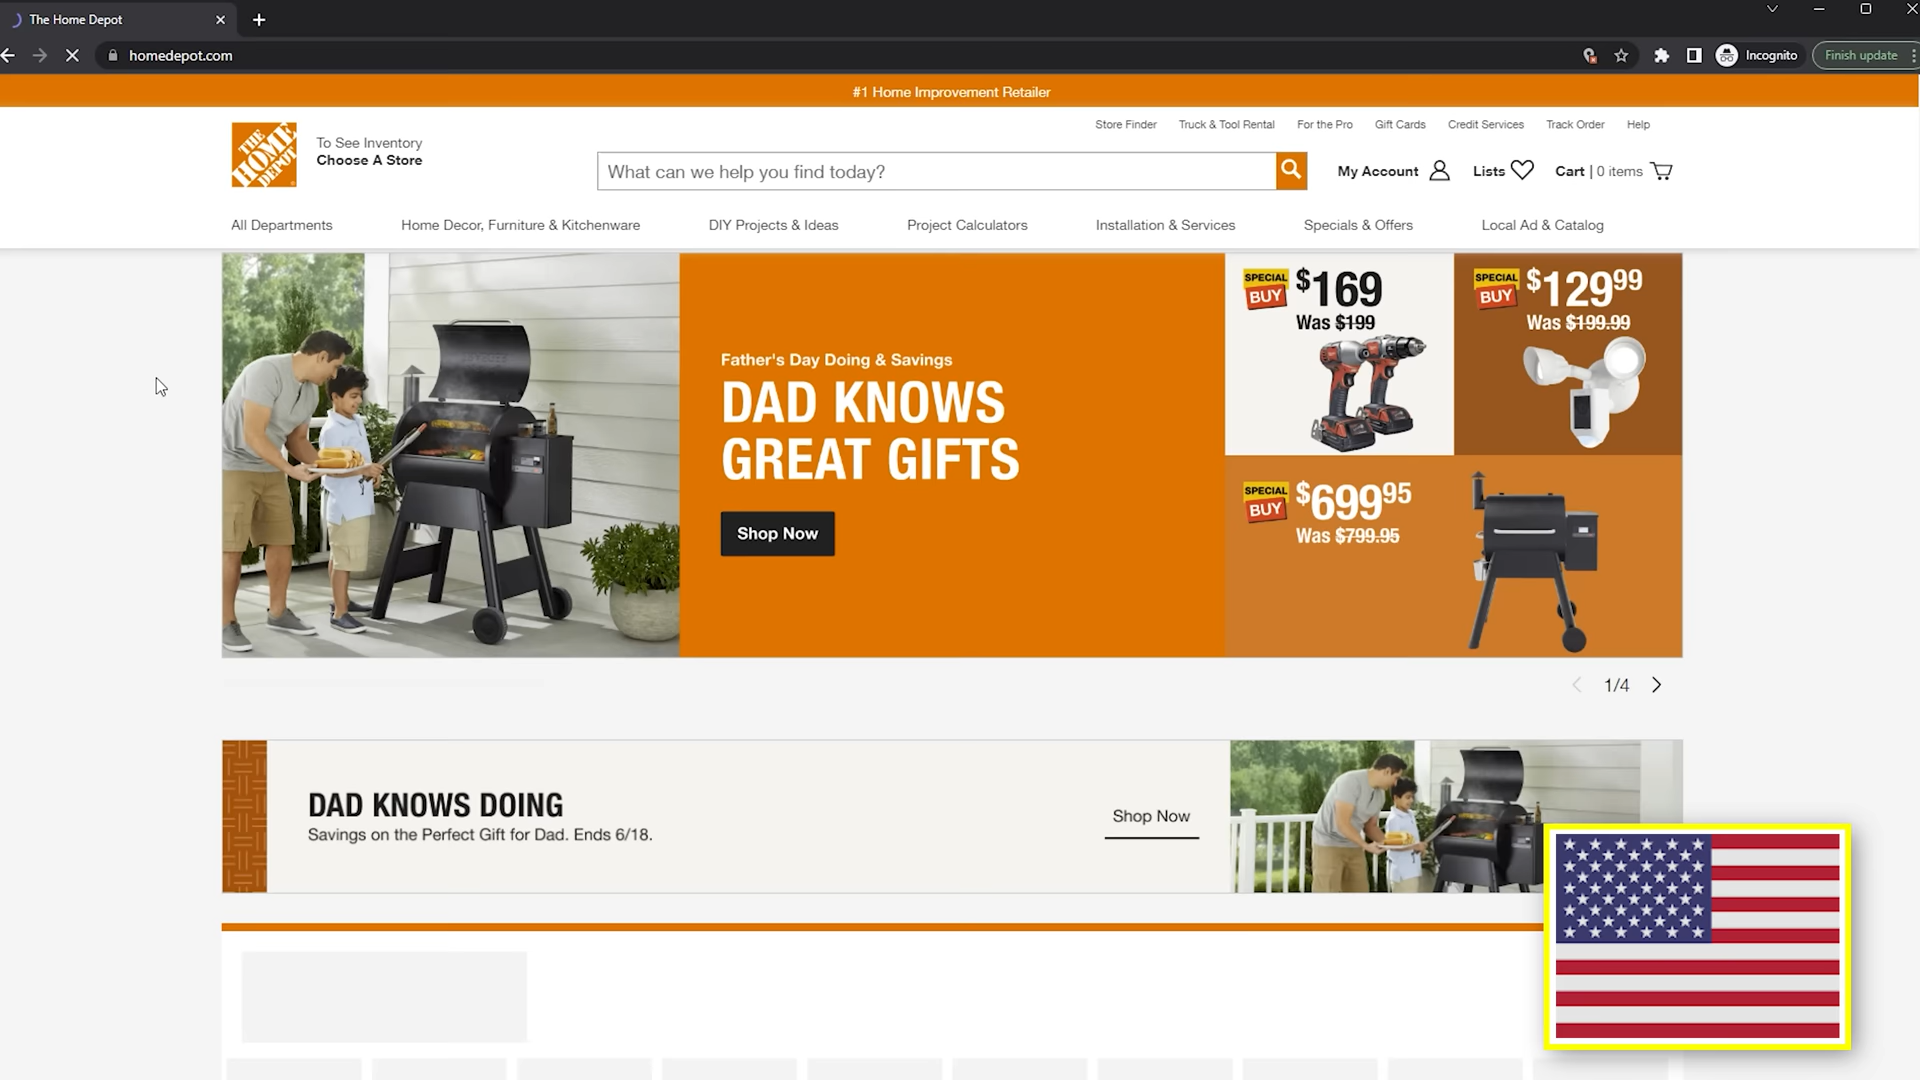 The Home Depot
homedepot.com
Incognito
Finish update
#1 Home Improvement Retailer
Store Finder
Truck & Tool Rental
For the Pro
Gift Cards
Credit Services
Track Order
Help
THE
HOME
DEPOT
To See Inventory
Choose A Store
What can we help you find today?
My Account
Lists
Cart | 0 items
All Departments
Home Decor, Furniture & Kitchenware
DIY Projects & Ideas
Project Calculators
Installation & Services
Specials & Offers
Local Ad & Catalog
Father's Day Doing & Savings
DAD KNOWS
GREAT GIFTS
Shop Now
SPECIAL
BUY
$169
Was $199
SPECIAL
BUY
$12999
Was $199.99
SPECIAL
BUY
$69995
Was $799.95
1/4
DAD KNOWS DOING
Savings on the Perfect Gift for Dad. Ends 6/18.
Shop Now